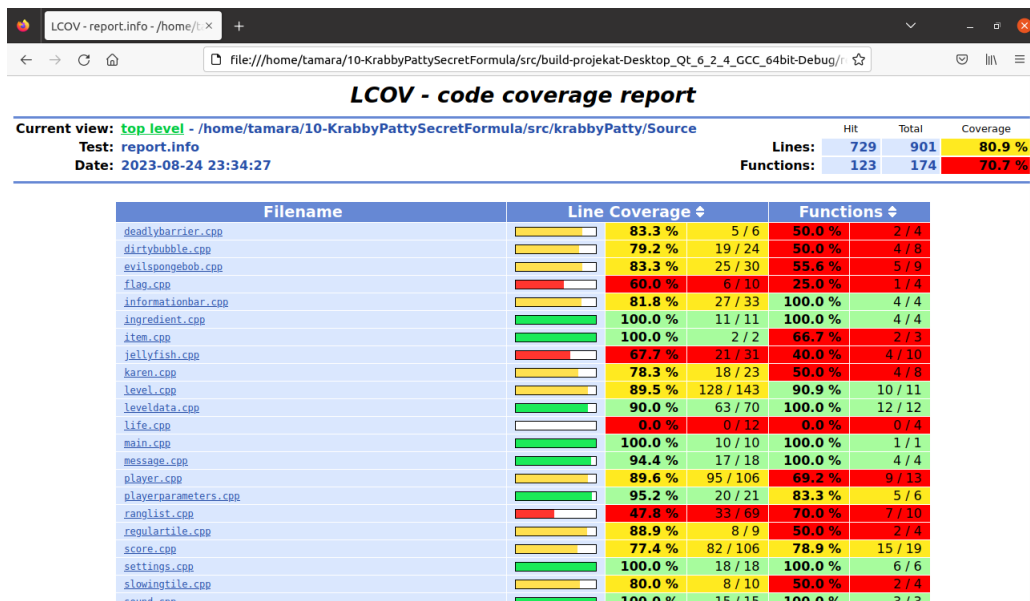 LCOV - report.info - /home/t
LCOV - code coverage report
file:///home/tamara/10-KrabbyPattySecretFormula/src/build-projekat-Desktop_Qt_6_2_4_GCC_64bit-Debug/r
Current view: top level - /home/tamara/10-KrabbyPattySecretFormula/src/krabbyPatty/Source
Hit Total Coverage
Test: report.info Lines: 729 901 80.9 %
Date: 2023-08-24 23:34:27 Functions: 123 174 70.7 %
Filename Line Coverage Functions
deadlybarrier.cpp 83.3 % 5 / 6 50.0 % 2 / 4
dirtybubble.cpp 79.2 % 19 / 24 50.0 % 4 / 8
evilspongebob.cpp 83.3 % 25 / 30 55.6 % 5 / 9
flag.cpp 60.0 % 6 / 10 25.0 % 1 / 4
informationbar.cpp 81.8 % 27 / 33 100.0 % 4 / 4
ingredient.cpp 100.0 % 11 / 11 100.0 % 4 / 4
item.cpp 100.0 % 2 / 2 66.7 % 2 / 3
jellyfish.cpp 67.7 % 21 / 31 40.0 % 4 / 10
karen.cpp 78.3 % 18 / 23 50.0 % 4 / 8
level.cpp 89.5 % 128 / 143 90.9 % 10 / 11
leveldata.cpp 90.0 % 63 / 70 100.0 % 12 / 12
life.cpp 0.0 % 0 / 12 0.0 % 0 / 4
main.cpp 100.0 % 10 / 10 100.0 % 1 / 1
message.cpp 94.4 % 17 / 18 100.0 % 4 / 4
player.cpp 89.6 % 95 / 106 69.2 % 9 / 13
playerparameters.cpp 95.2 % 20 / 21 83.3 % 5 / 6
ranglist.cpp 47.8 % 33 / 69 70.0 % 7 / 10
regulartile.cpp 88.9 % 8 / 9 50.0 % 2 / 4
score.cpp 77.4 % 82 / 106 78.9 % 15 / 19
settings.cpp 100.0 % 18 / 18 100.0 % 6 / 6
slowingtile.cpp 80.0 % 8 / 10 50.0 % 2 / 4
sound.cpp 100.0 % 15 / 15 100.0 % 3 / 3